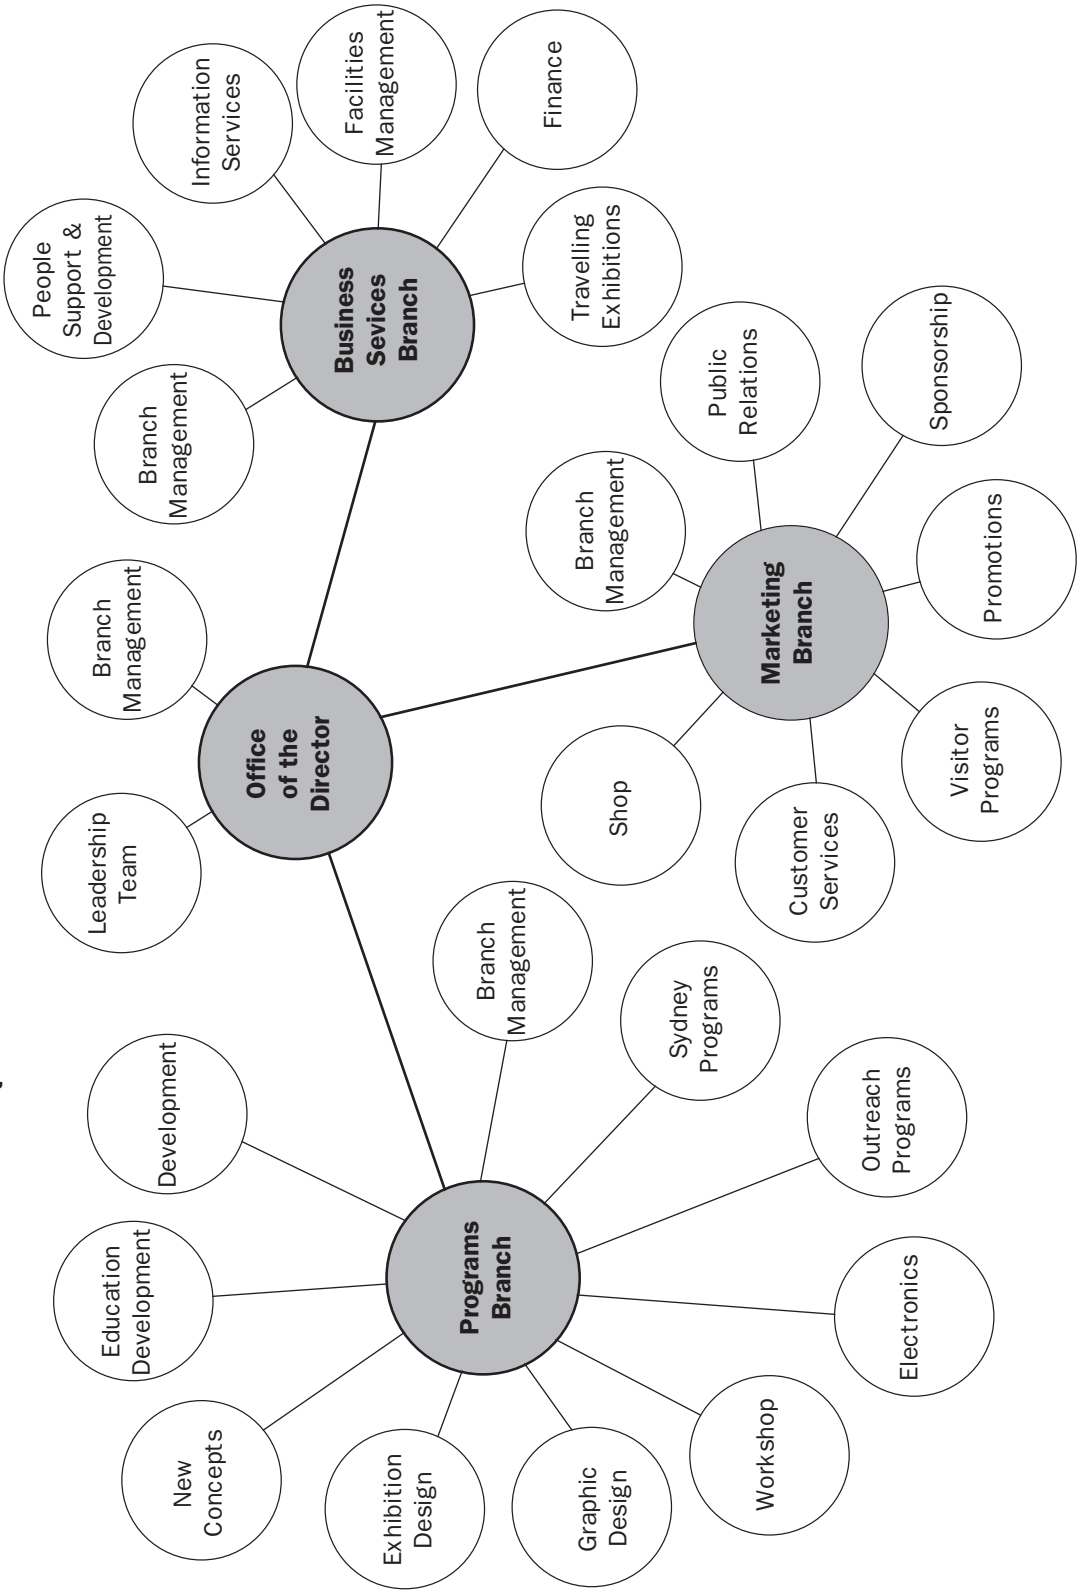 New
Concepts
Education
Development
Development
Exhibition
Design
Graphic
Design
Workshop
Electronics
Outreach
Programs
Sydney
Programs
Branch
Management
Programs
Branch
Leadership
Team
Branch
Management
Office
of the
Director
Shop
Customer
Services
Visitor
Programs
Promotions
Sponsorship
Public
Relations
Branch
Management
Marketing
Branch
Branch
Management
People
Support &
Development
Information
Services
Facilities
Management
Finance
Travelling
Exhibitions
Business
Sevices
Branch